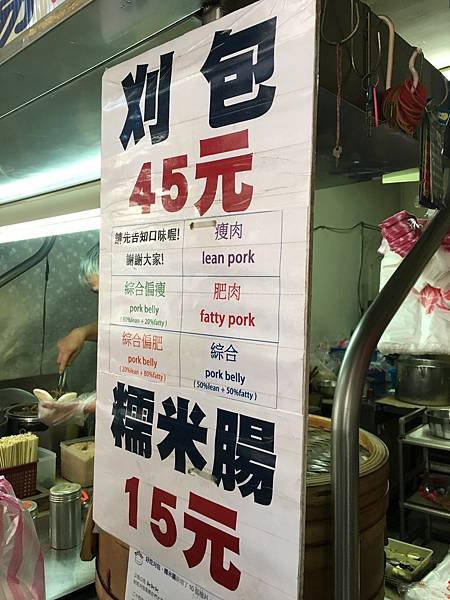 刈包
45元
請先告知口味喔!
謝謝大家!
瘦肉
lean pork
綜合偏瘦
pork belly
(80%lean + 20%fatty)
肥肉
fatty pork
綜合偏肥
pork belly
(20%lean + 80%fatty)
綜合
pork belly
(50%lean + 50%fatty)
糯米腸
15元